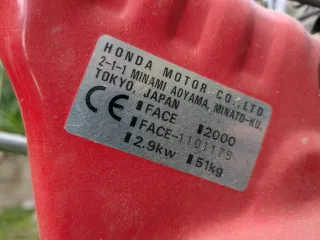 HONDA MOTOR CO., LTD.
2-1-1 MINAMI AOYAMA, MINATO-KU,
TOKYO, JAPAN
CE FACE 2000
FACE-1101175
2.9kw 51kg